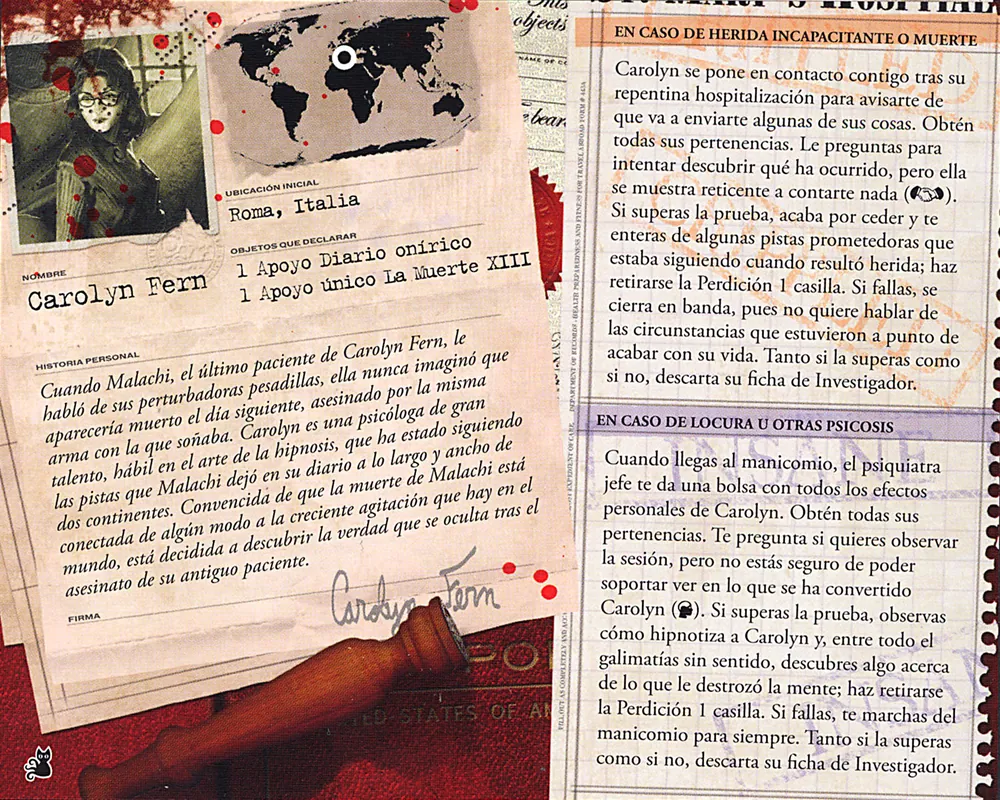 UBICACIÓN INICIAL
Roma, Italia
OBJETOS QUE DECLARAR
1 Apoyo Diario onírico
1 Apoyo único La Muerte XIII
NOMBRE
Carolyn Fern
HISTORIA PERSONAL
Cuando Malachi, el último paciente de Carolyn Fern, le
habló de sus perturbadoras pesadillas, ella nunca imaginó que
aparecería muerto el día siguiente, asesinado por la misma
arma con la que soñaba. Carolyn es una psicóloga de gran
talento, hábil en el arte de la hipnosis, que ha estado siguiendo
las pistas que Malachi dejó en su diario a lo largo y ancho de
dos continentes. Convencida de que la muerte de Malachi está
conectada de algún modo a la creciente agitación que hay en el
mundo, está decidida a descubrir la verdad que se oculta tras el
asesinato de su antiguo paciente.
FIRMA
Carolyn Fern
objects
EN CASO DE HERIDA INCAPACITANTE O MUERTE
Carolyn se pone en contacto contigo tras su
repentina hospitalización para avisarte de
que va a enviarte algunas de sus cosas. Obtén
todas sus pertenencias. Le preguntas para
intentar descubrir qué ha ocurrido, pero ella
se muestra reticente a contarte nada ( ).
Si superas la prueba, acaba por ceder y te
enteras de algunas pistas prometedoras que
estaba siguiendo cuando resultó herida; haz
retirarse la Perdición 1 casilla. Si fallas, se
cierra en banda, pues no quiere hablar de
las circunstancias que estuvieron a punto de
acabar con su vida. Tanto si la superas como
si no, descarta su ficha de Investigador.
EN CASO DE LOCURA U OTRAS PSICOSIS
INSANE
Cuando llegas al manicomio, el psiquiatra
jefe te da una bolsa con todos los efectos
personales de Carolyn. Obtén todas sus
pertenencias. Te pregunta si quieres observar
la sesión, pero no estás seguro de poder
soportar ver en lo que se ha convertido
Carolyn ( ). Si superas la prueba, observas
cómo hipnotiza a Carolyn y, entre todo el
galimatías sin sentido, descubres algo acerca
de lo que le destrozó la mente; haz retirarse
la Perdición 1 casilla. Si fallas, te marchas del
manicomio para siempre. Tanto si la superas
como si no, descarta su ficha de Investigador.
STATES OF